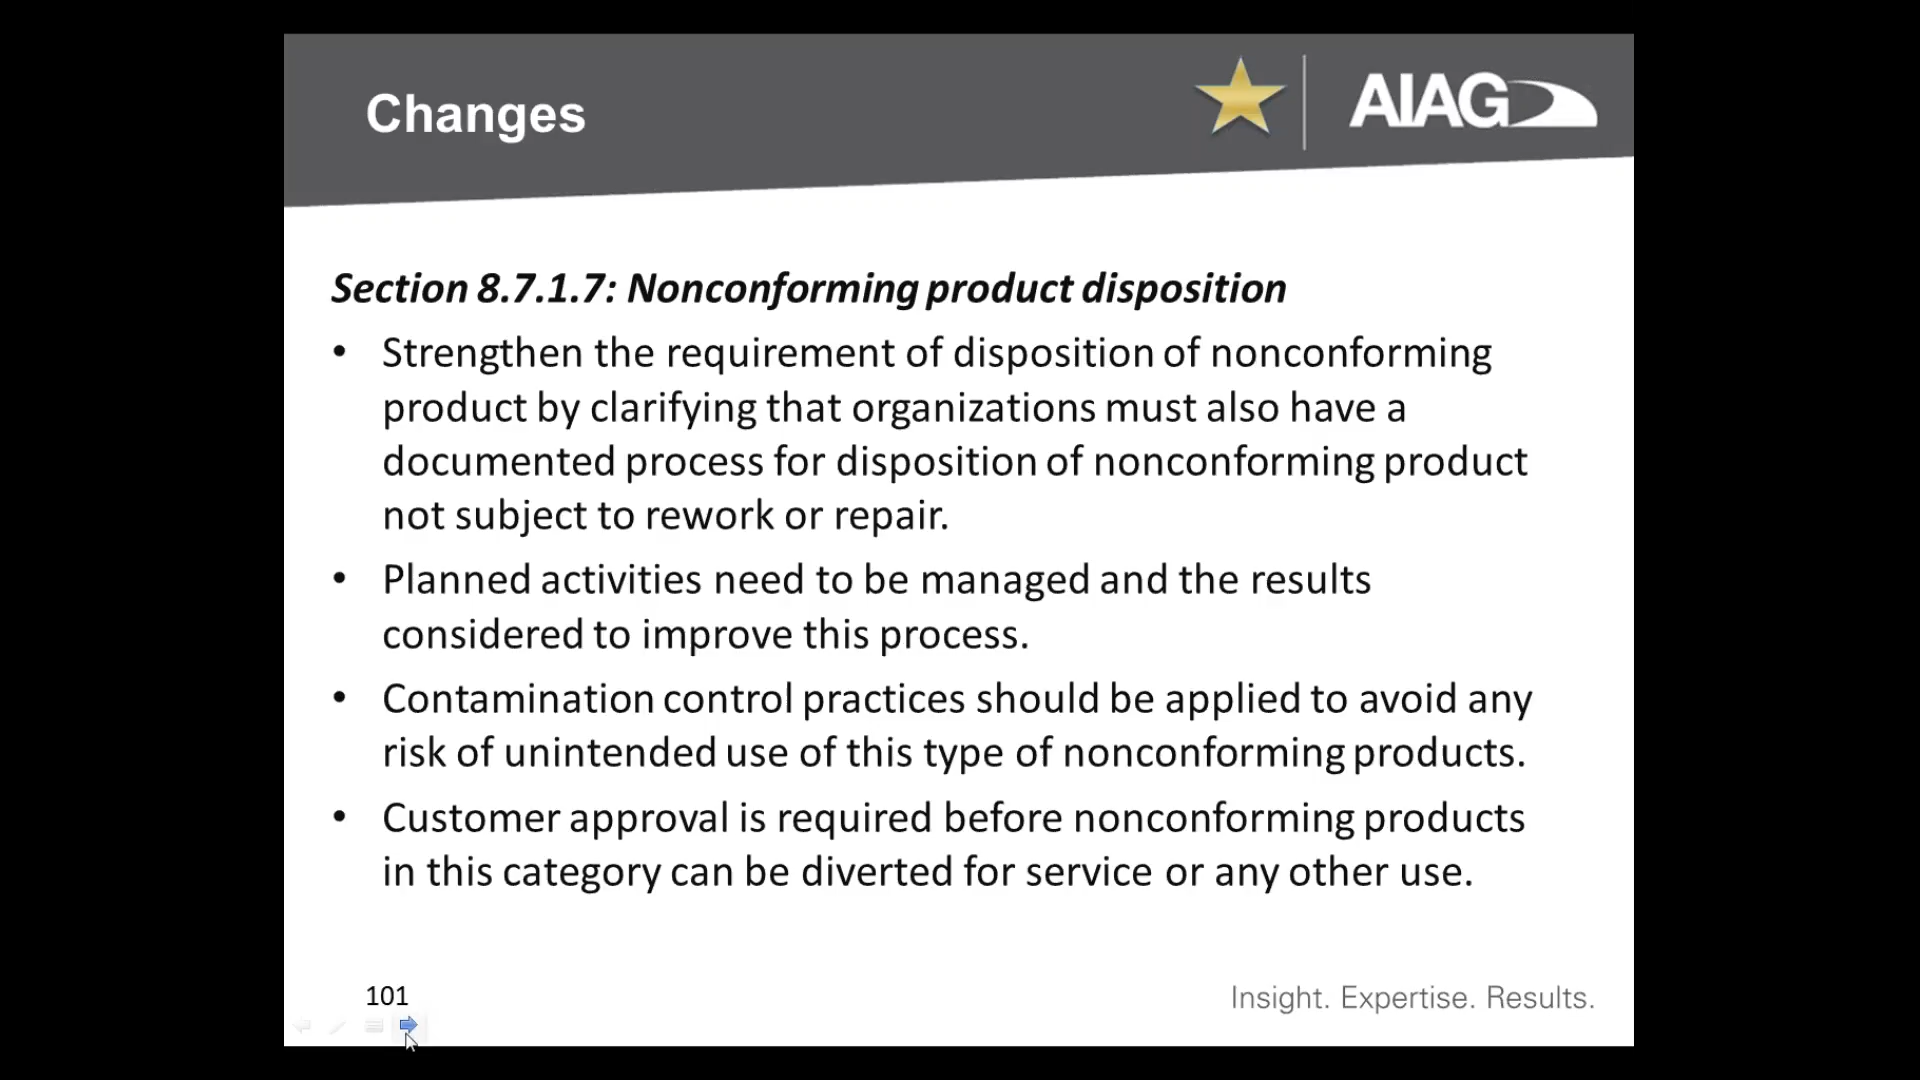 Changes
AIAG
Section 8.7.1.7: Nonconforming product disposition
• Strengthen the requirement of disposition of nonconforming
product by clarifying that organizations must also have a
documented process for disposition of nonconforming product
not subject to rework or repair.
• Planned activities need to be managed and the results
considered to improve this process.
• Contamination control practices should be applied to avoid any
risk of unintended use of this type of nonconforming products.
• Customer approval is required before nonconforming products
in this category can be diverted for service or any other use.
101
Insight. Expertise. Results.